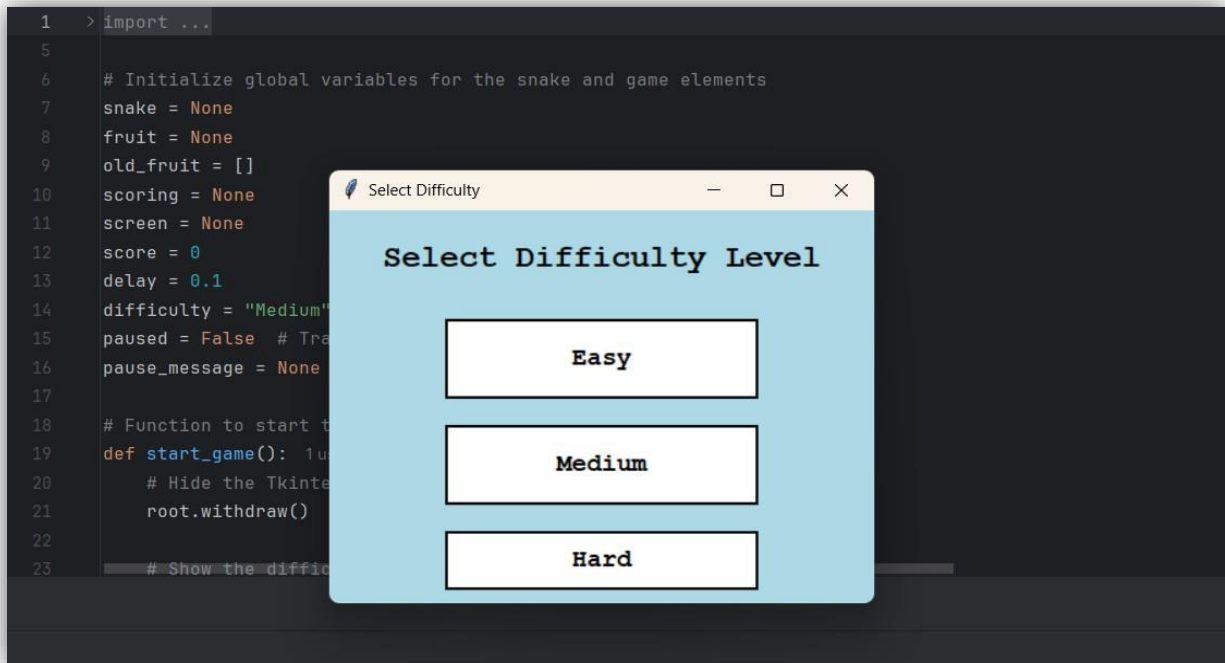 1 > import ...
5
6 # Initialize global variables for the snake and game elements
7 snake = None
8 fruit = None
9 old_fruit = []
10 scoring = None
11 screen = None
12 score = 0
13 delay = 0.1
14 difficulty = "Medium"
15 paused = False # Tra
16 pause_message = None
17
18 # Function to start t
19 def start_game(): 1 u
20 # Hide the Tkinte
21 root.withdraw()
22
23 # Show the diffic
Select Difficulty
Select Difficulty Level
Easy
Medium
Hard